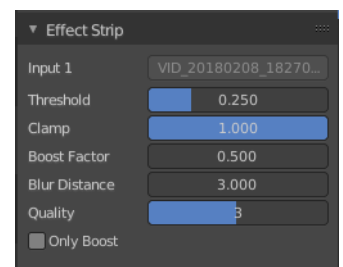 Effect Strip
Input 1 VID_20180208_18270...
Threshold 0.250
Clamp 1.000
Boost Factor 0.500
Blur Distance 3.000
Quality 3
Only Boost